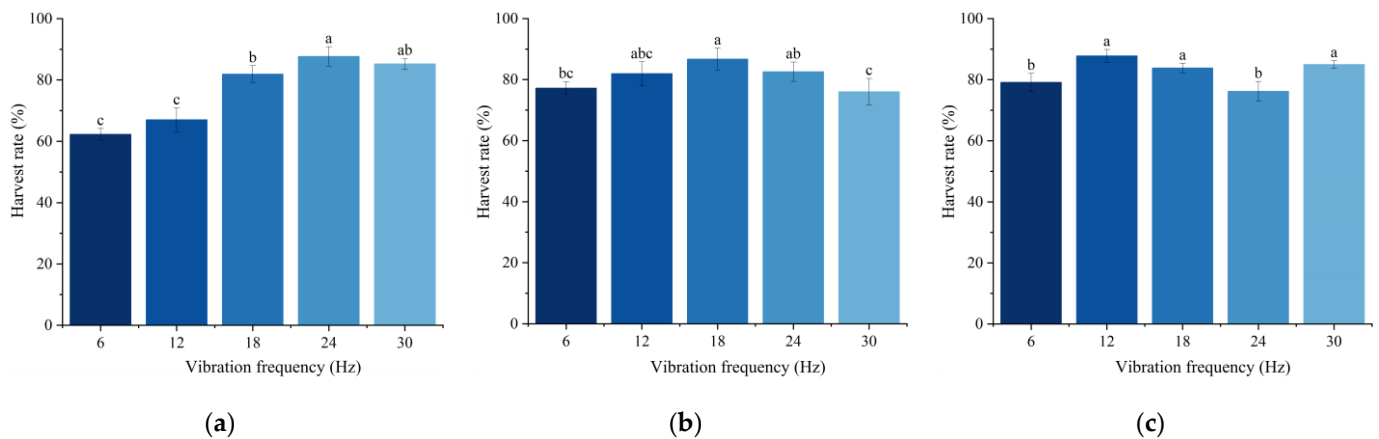 Harvest rate (%)
100
80
60
40
20
0
c
c
b
a
ab
6 12 18 24 30
Vibration frequency (Hz)
(a)
Harvest rate (%)
100
80
60
40
20
0
bc
abc
a
ab
c
6 12 18 24 30
Vibration frequency (Hz)
(b)
Harvest rate (%)
100
80
60
40
20
0
b
a
a
b
a
6 12 18 24 30
Vibration frequency (Hz)
(c)